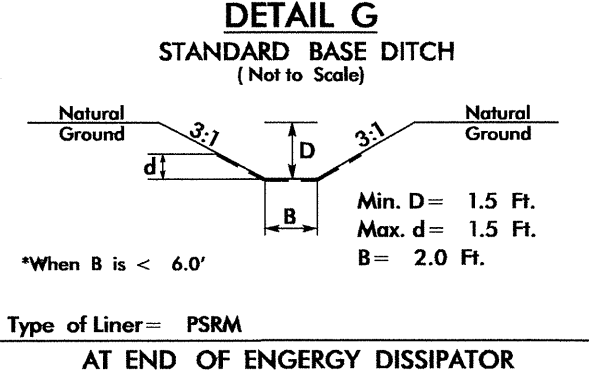 DETAIL G
STANDARD BASE DITCH
( Not to Scale)
Natural
Ground
3:1
D
3:1
Natural
Ground
d
B
Min. D= 1.5 Ft.
Max. d= 1.5 Ft.
B= 2.0 Ft.
*When B is < 6.0'
Type of Liner= PSRM
AT END OF ENGERGY DISSIPATOR